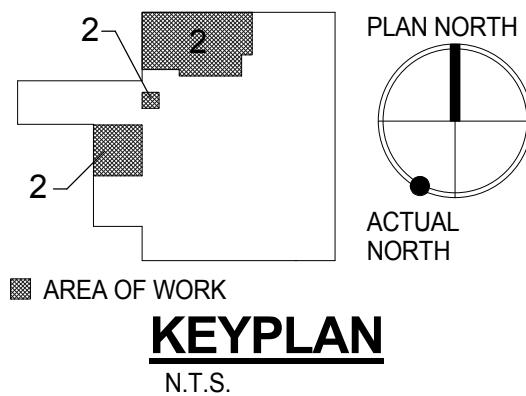 2
2
2
PLAN NORTH
ACTUAL
NORTH
AREA OF WORK
KEYPLAN
N.T.S.